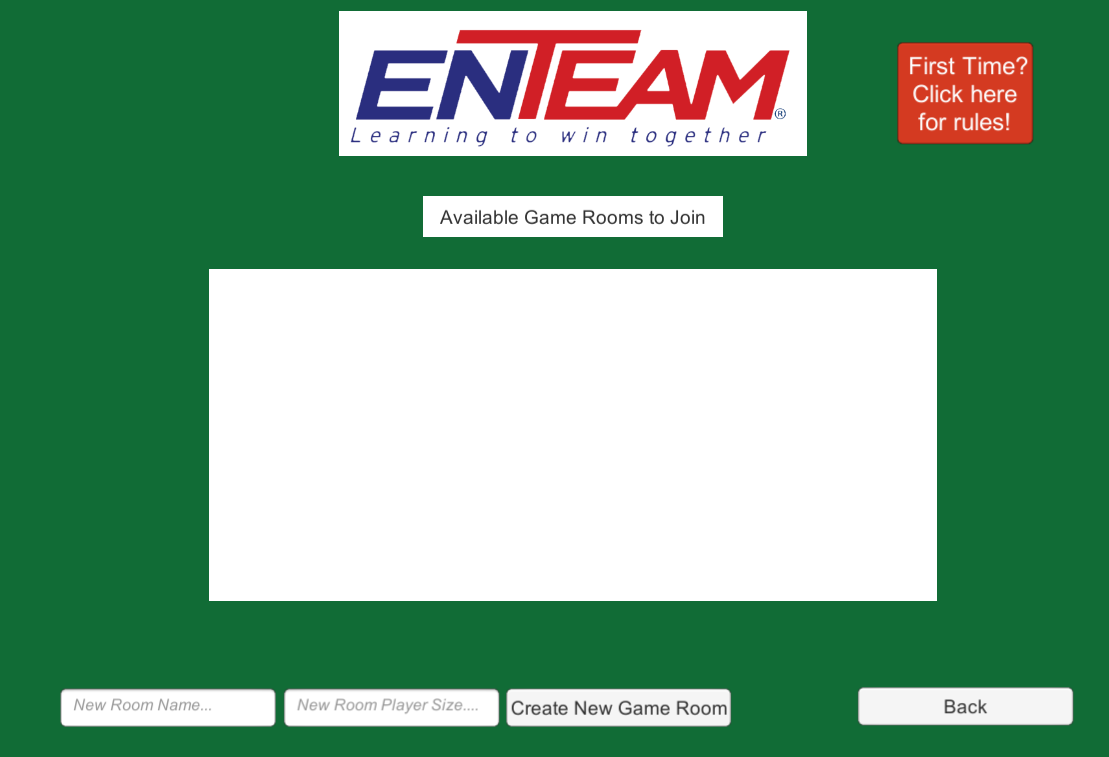 ENTEAM®
Learning to win together
First Time?
Click here
for rules!
Available Game Rooms to Join
New Room Name...
New Room Player Size....
Create New Game Room
Back